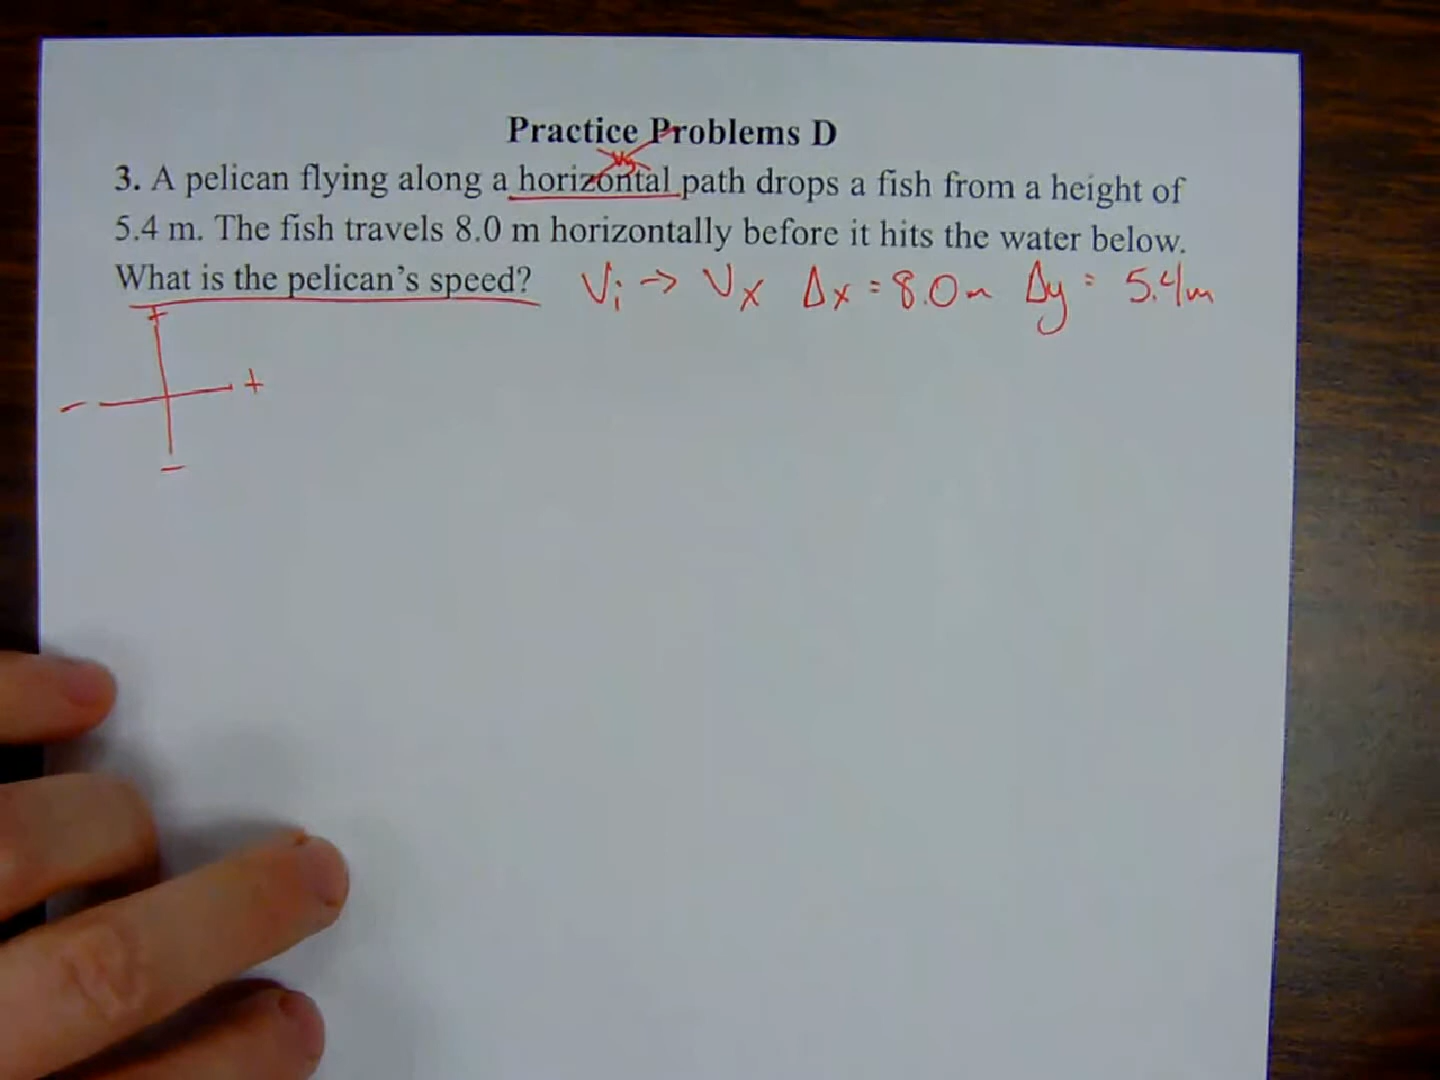 Practice Problems D
3. A pelican flying along a horizontal path drops a fish from a height of
5.4 m. The fish travels 8.0 m horizontally before it hits the water below.
What is the pelican's speed? Vi → Vx Δx = 8.0m Δy = 5.4m
+
- +
-